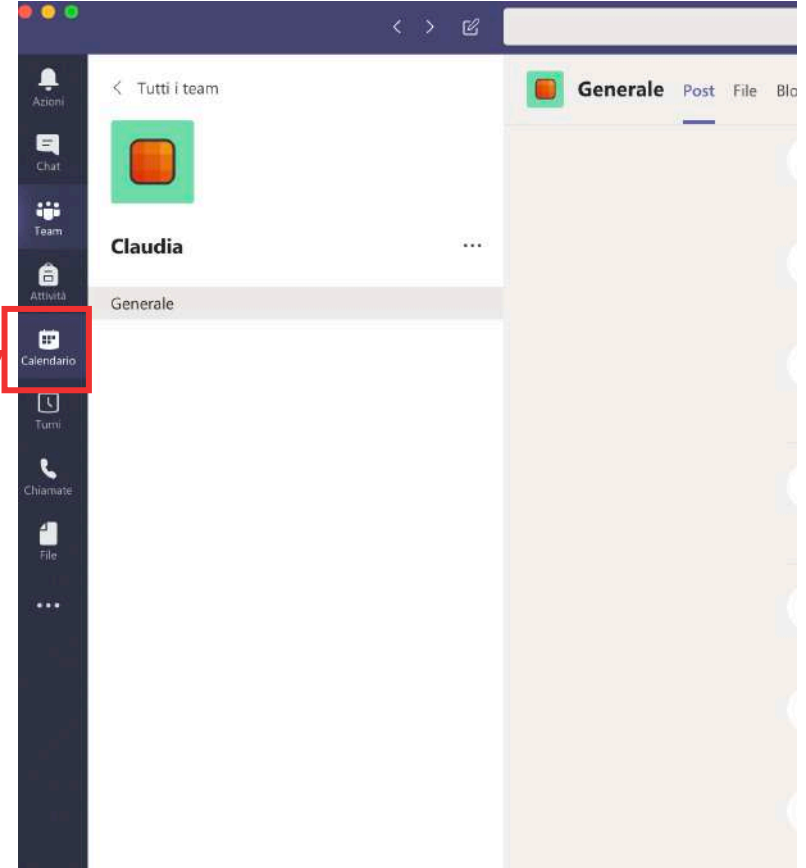 Azioni
Chat
Team
Attività
Calendario
Turni
Chiamate
File
Tutti i team
Claudia
Generale
Generale Post File